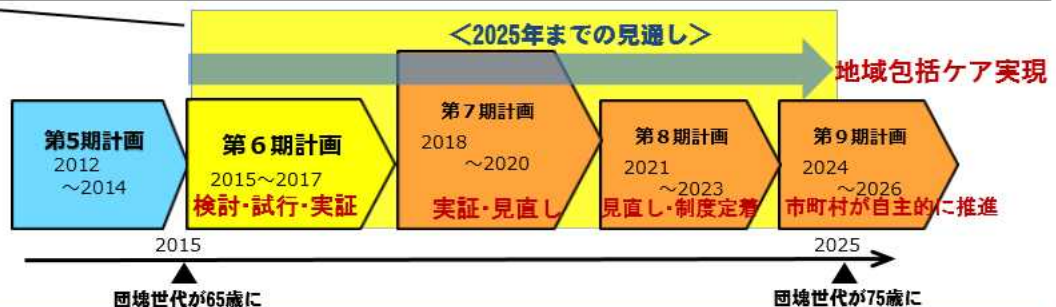 <2025年までの見通し>
地域包括ケア実現
第5期計画
2012
~2014
第6期計画
2015~2017
検討・試行・実証
第7期計画
2018
~2020
実証・見直し
第8期計画
2021
~2023
見直し・制度定着
第9期計画
2024
~2026
市町村が自主的に推進
2015
2025
団塊世代が65歳に
団塊世代が75歳に